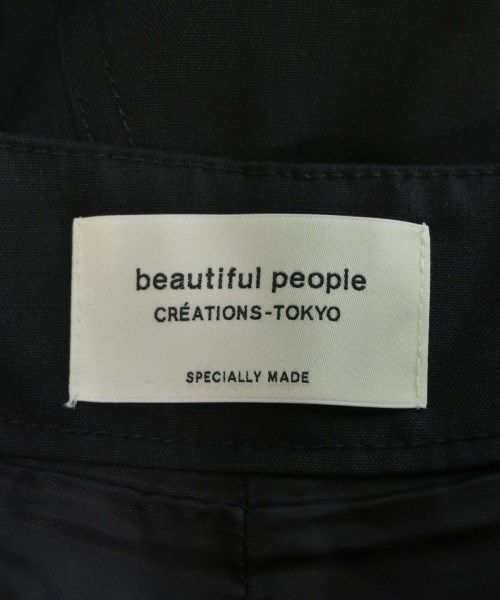 beautiful people
CRÉATIONS-TOKYO
SPECIALLY MADE